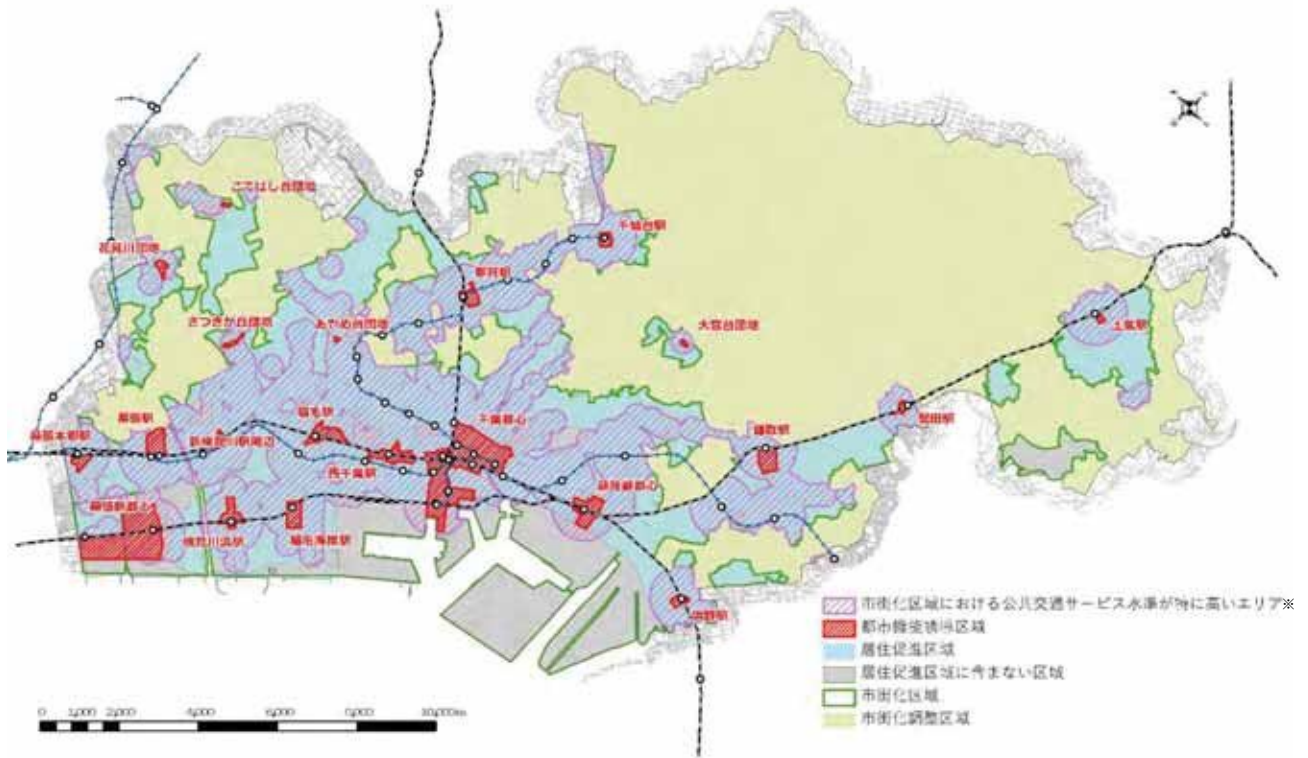 こてはし台団地
花見川団地
千城台駅
都賀駅
さつきが丘団地
あやめ台団地
大宮台団地
土気駅
誉田駅
幕張駅
稲毛駅
千葉都心
鎌取駅
幕張本郷駅
新検見川駅周辺
西千葉駅
蘇我副都心
幕張新都心
検見川浜駅
稲毛海岸駅
浜野駅
市街化区域における公共交通サービス水準が特に高いエリア※
都市機能誘導区域
居住促進区域
居住促進区域に含まない区域
市街化区域
市街化調整区域
0 1,000 2,000 4,000 6,000 8,000 10,000m